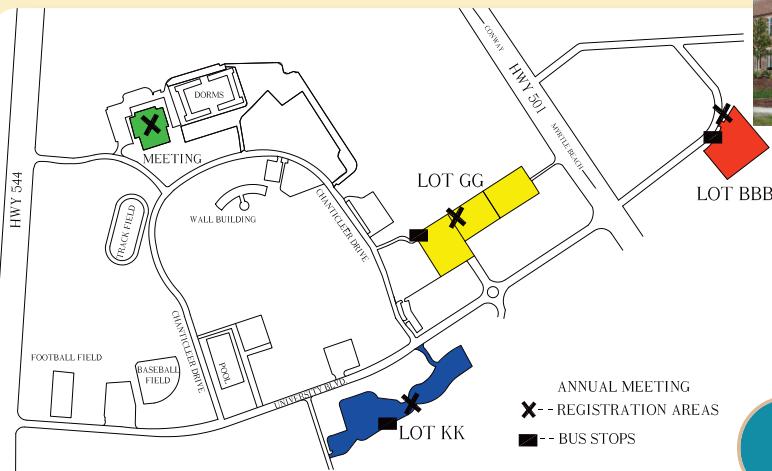 CONWAY
HWY 501
MYRTLE BEACH
DORMS
MEETING
HWY 544
LOT GG
LOT BBB
CHANTICLEER DRIVE
WALL BUILDING
TRACK FIELD
CHANTICLEER DRIVE
FOOTBALL FIELD
BASEBALL
FIELD
POOL
UNIVERSITY BLVD
LOT KK
ANNUAL MEETING
X -- REGISTRATION AREAS
-- BUS STOPS